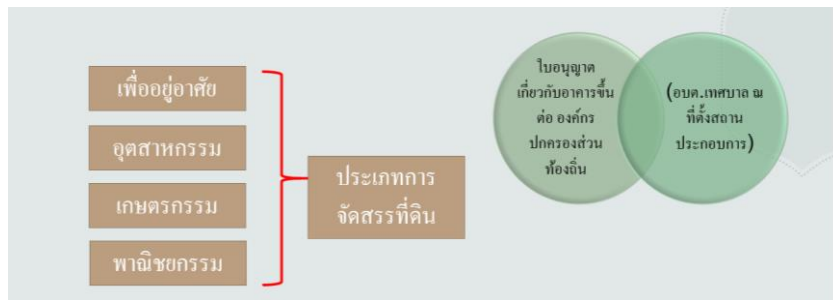 เพื่ออยู่อาศัย
อุตสาหกรรม
เกษตรกรรม
พาณิชยกรรม
ประเภทการ
จัดสรรที่ดิน
ใบอนุญาต
เกี่ยวกับอาคารขึ้น
ต่อ องค์กร
ปกครองส่วน
ท้องถิ่น
(อบต.เทศบาล ณ
ที่ตั้งสถาน
ประกอบการ)